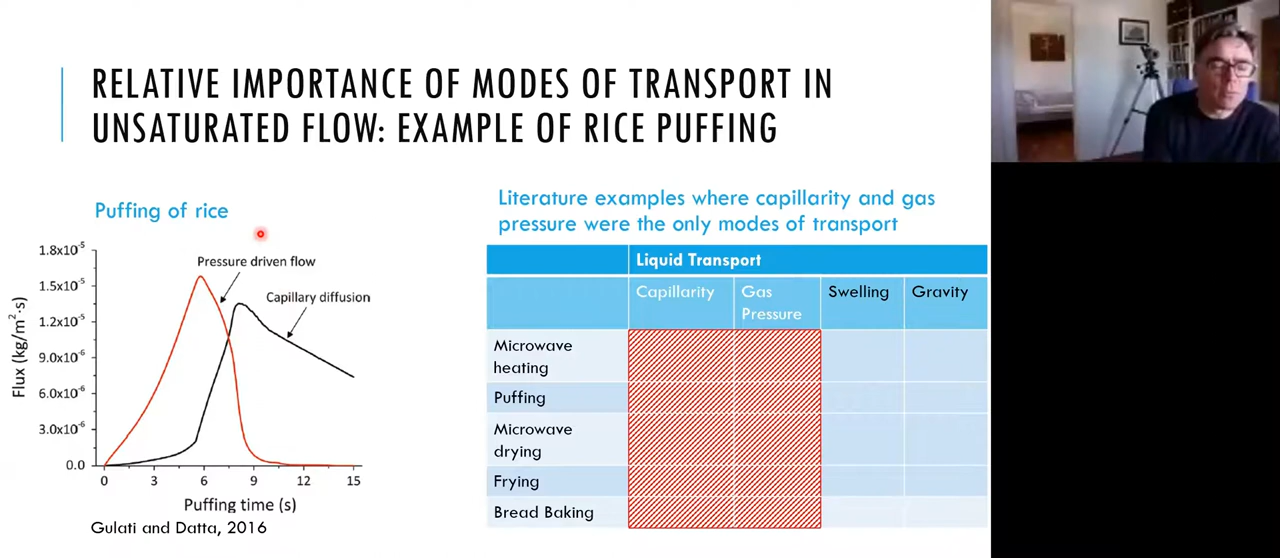 RELATIVE IMPORTANCE OF MODES OF TRANSPORT IN
UNSATURATED FLOW: EXAMPLE OF RICE PUFFING
Puffing of rice
1.8x10⁻⁵
1.5x10⁻⁵
1.2x10⁻⁵
9.0x10⁻⁶
6.0x10⁻⁶
3.0x10⁻⁶
0.0
Flux (kg/m²·s)
Pressure driven flow
Capillary diffusion
0 3 6 9 12 15
Puffing time (s)
Gulati and Datta, 2016
Literature examples where capillarity and gas
pressure were the only modes of transport
Liquid Transport
Capillarity Gas Pressure Swelling Gravity
Microwave
heating
Puffing
Microwave
drying
Frying
Bread Baking